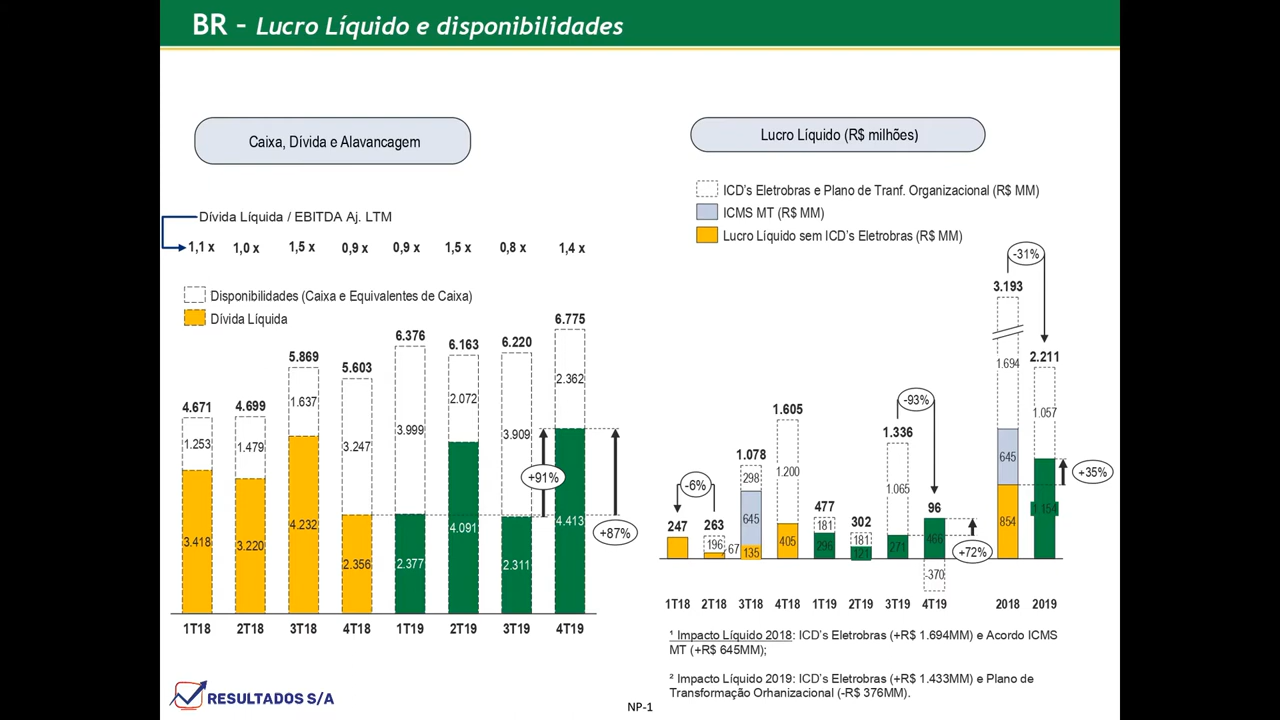 BR – Lucro Líquido e disponibilidades
Caixa, Dívida e Alavancagem
Dívida Líquida / EBITDA Aj. LTM
1,1 x 1,0 x 1,5 x 0,9 x 0,9 x 1,5 x 0,8 x 1,4 x
Disponibilidades (Caixa e Equivalentes de Caixa)
Dívida Líquida
4.671 4.699 5.869 5.603 6.376 6.163 6.220 6.775
1.253 1.479 1.637 3.247 3.999 2.072 3.909 2.362
+91%
+87%
3.418 3.220 4.232 2.356 2.377 4.091 2.311 4.413
1T18 2T18 3T18 4T18 1T19 2T19 3T19 4T19
Lucro Líquido (R$ milhões)
ICD's Eletrobras e Plano de Tranf. Organizacional (R$ MM)
ICMS MT (R$ MM)
Lucro Líquido sem ICD's Eletrobras (R$ MM)
-31%
3.193
2.211
1.694
1.057
-93%
1.605
1.336
1.078
-6%
298
1.200
1.065
645
+35%
247 263 645 477 302 96
196 67 135 405 181 296 181 121 271 466
854 1.154
+72%
-370
1T18 2T18 3T18 4T18 1T19 2T19 3T19 4T19 2018 2019
¹ Impacto Líquido 2018: ICD's Eletrobras (+R$ 1.694MM) e Acordo ICMS
MT (+R$ 645MM);
² Impacto Líquido 2019: ICD's Eletrobras (+R$ 1.433MM) e Plano de
Transformação Orhanizacional (-R$ 376MM).
RESULTADOS S/A
NP-1